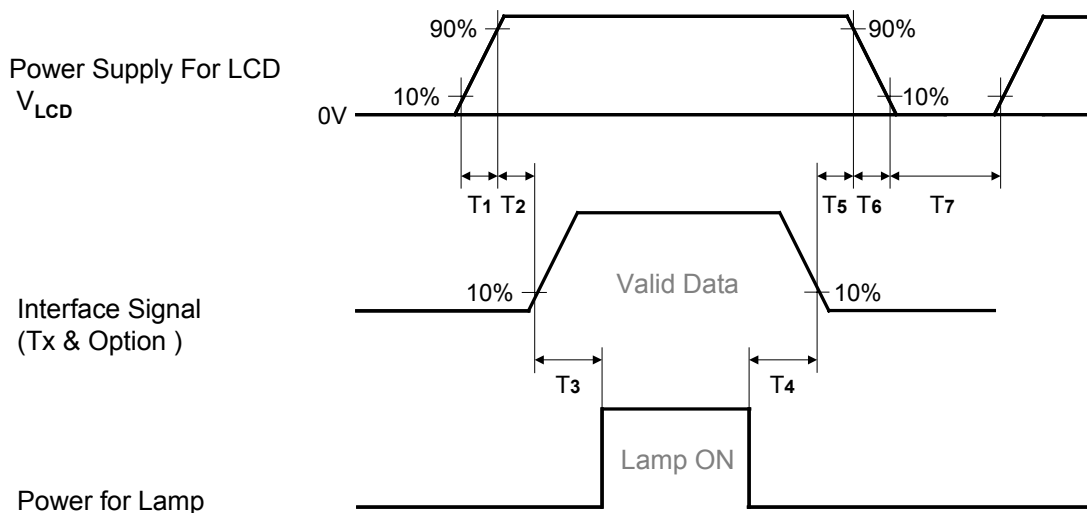 90%
90%
Power Supply For LCD
VLCD
10%
10%
0V
T1 T2
T5 T6 T7
Valid Data
10%
10%
Interface Signal
(Tx & Option )
T3
T4
Lamp ON
Power for Lamp